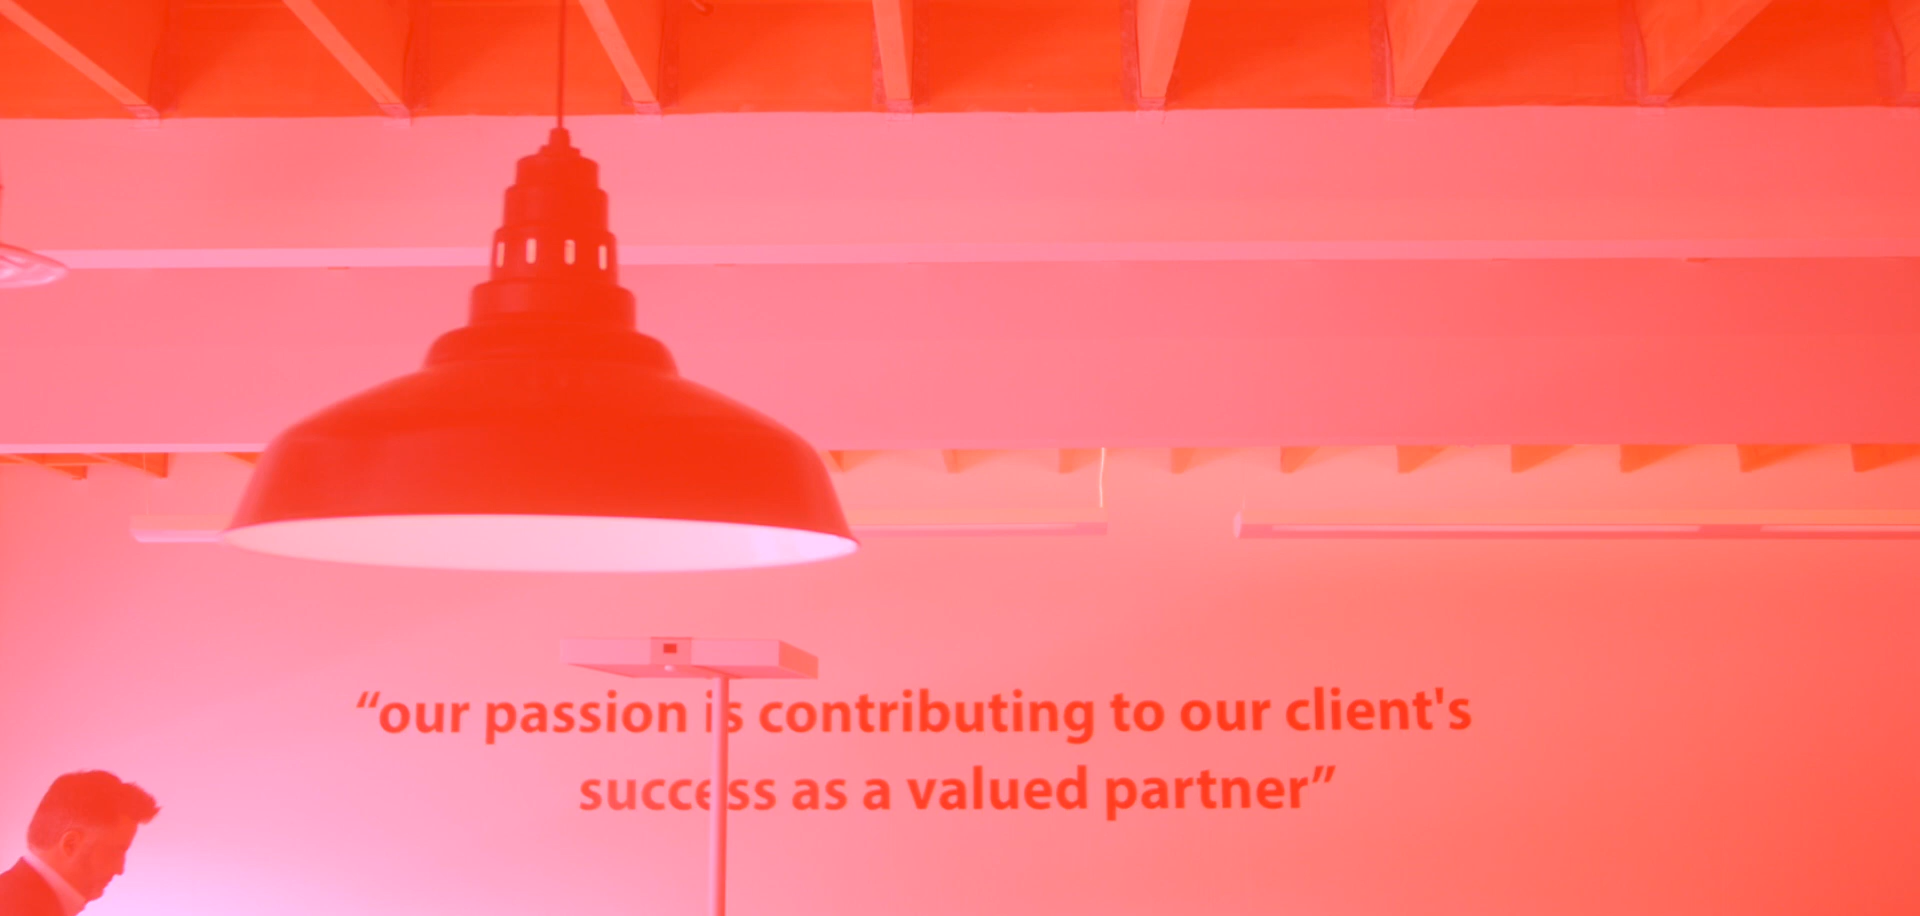 “our passion is contributing to our client's
success as a valued partner”